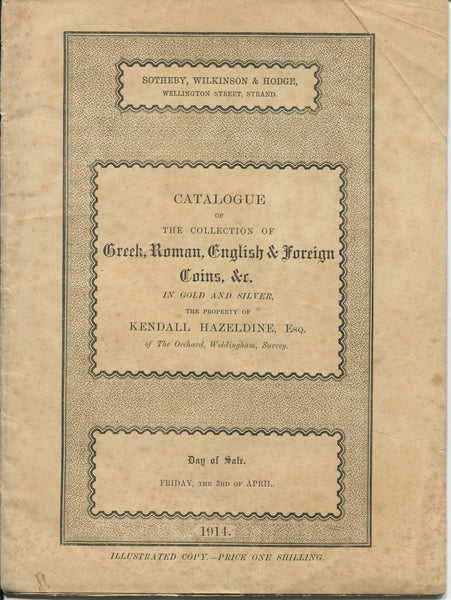 SOTHEBY, WILKINSON & HODGE,
WELLINGTON STREET, STRAND.
CATALOGUE
OF
THE COLLECTION OF
Greek, Roman, English & Foreign
Coins, &c.
IN GOLD AND SILVER,
THE PROPERTY OF
KENDALL HAZELDINE, ESQ.
of The Orchard, Woldingham, Surrey.
Day of Sale.
FRIDAY, THE 3RD OF APRIL.
1914.
ILLUSTRATED COPY.—PRICE ONE SHILLING.